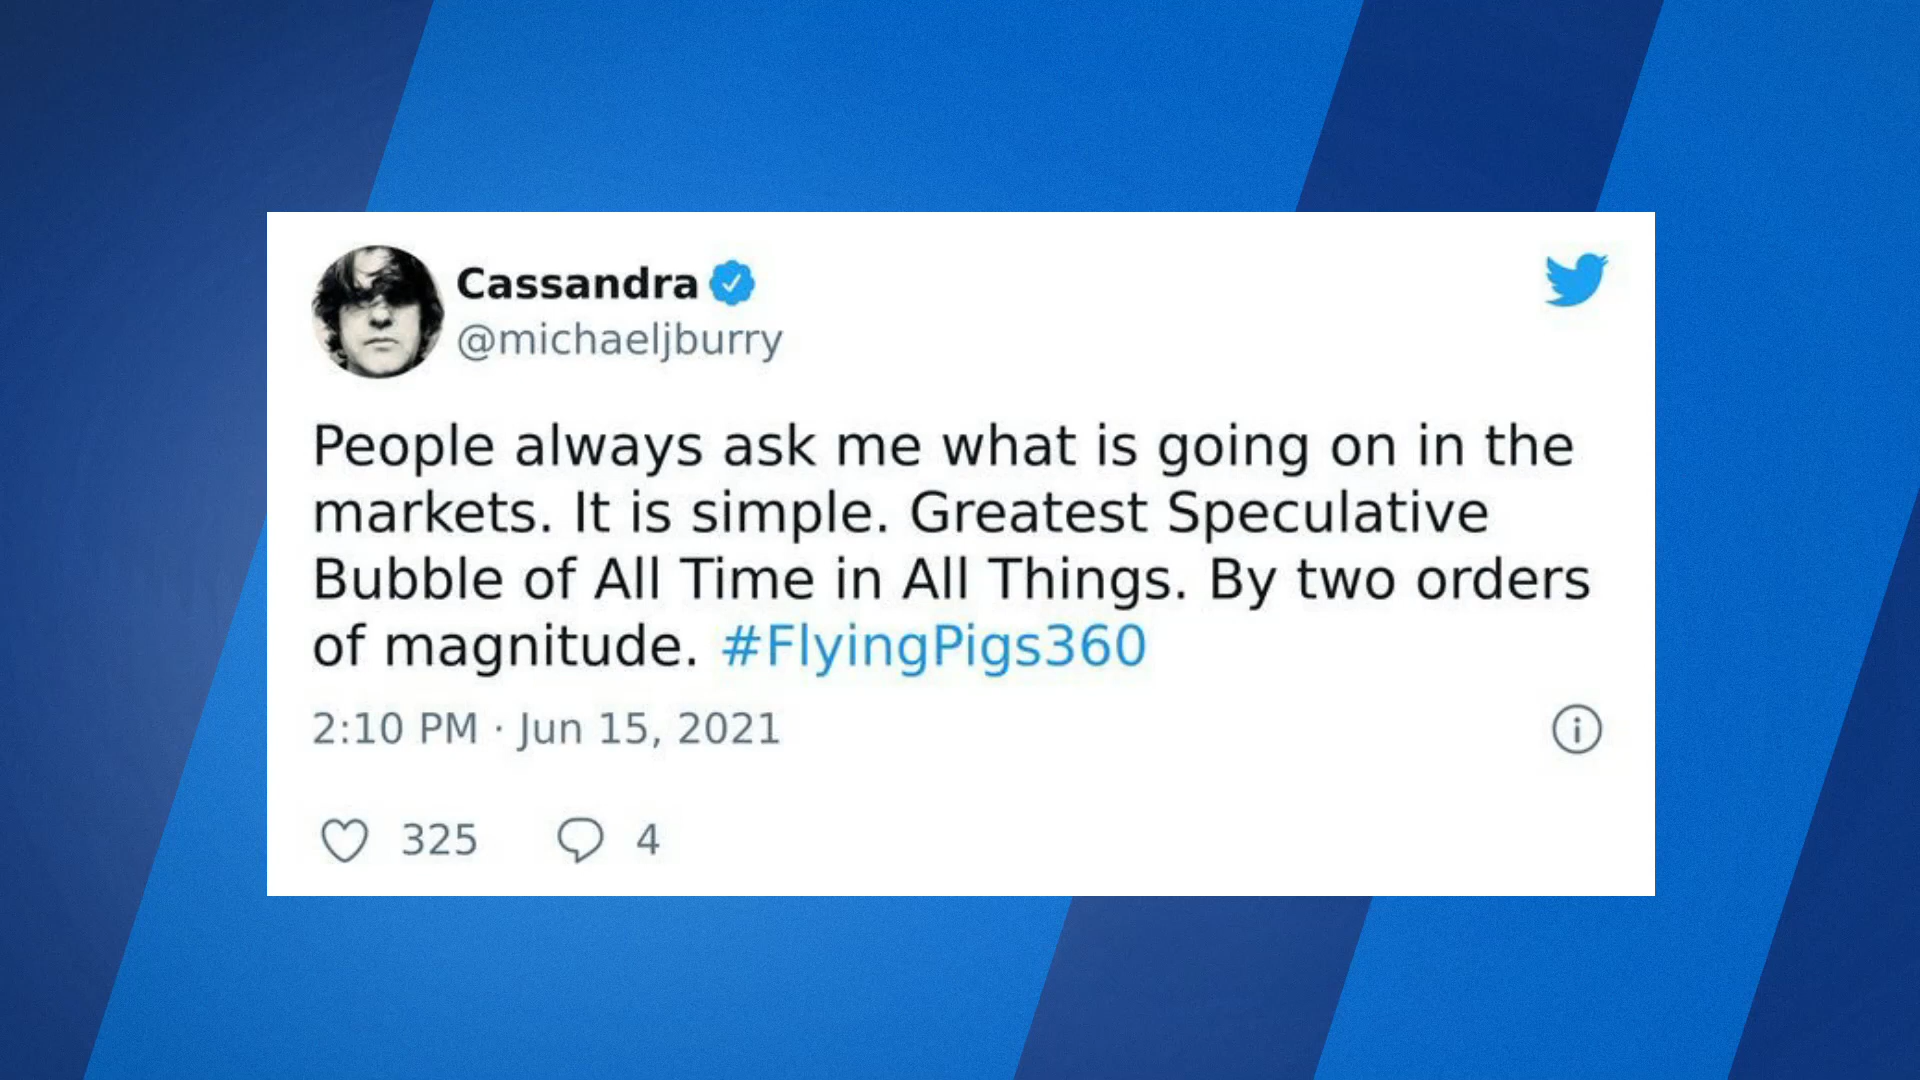 Cassandra
@michaeljburry
People always ask me what is going on in the
markets. It is simple. Greatest Speculative
Bubble of All Time in All Things. By two orders
of magnitude. #FlyingPigs360
2:10 PM · Jun 15, 2021
325 4